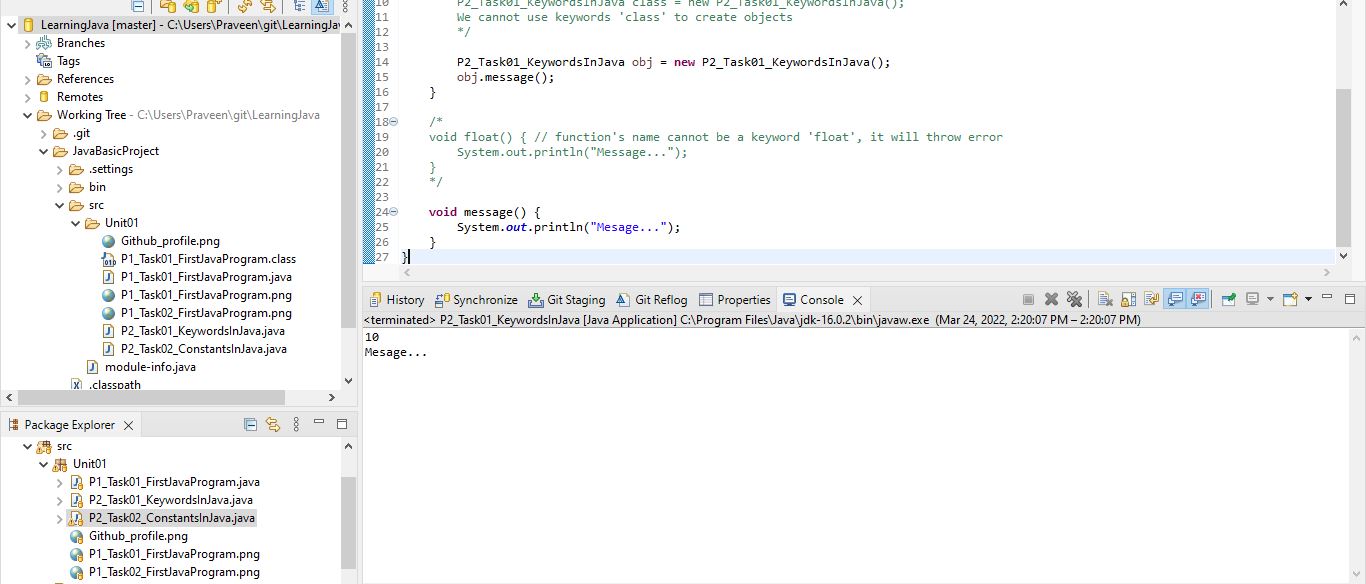 LearningJava [master] - C:\Users\Praveen\git\LearningJav
Branches
Tags
References
Remotes
Working Tree - C:\Users\Praveen\git\LearningJava
.git
JavaBasicProject
.settings
bin
src
Unit01
Github_profile.png
P1_Task01_FirstJavaProgram.class
P1_Task01_FirstJavaProgram.java
P1_Task01_FirstJavaProgram.png
P1_Task02_FirstJavaProgram.png
P2_Task01_KeywordsInJava.java
P2_Task02_ConstantsInJava.java
module-info.java
.classpath
Package Explorer
src
Unit01
P1_Task01_FirstJavaProgram.java
P2_Task01_KeywordsInJava.java
P2_Task02_ConstantsInJava.java
Github_profile.png
P1_Task01_FirstJavaProgram.png
P1_Task02_FirstJavaProgram.png
10 P2_Task01_KeywordsInJava class = new P2_Task01_KeywordsInJava();
11 We cannot use keywords 'class' to create objects
12 */
13
14 P2_Task01_KeywordsInJava obj = new P2_Task01_KeywordsInJava();
15 obj.message();
16 }
17
18 /*
19 void float() { // function's name cannot be a keyword 'float', it will throw error
20 System.out.println("Message...");
21 }
22 */
23
24 void message() {
25 System.out.println("Mesage...");
26 }
27 }
History Synchronize Git Staging Git Reflog Properties Console
<terminated> P2_Task01_KeywordsInJava [Java Application] C:\Program Files\Java\jdk-16.0.2\bin\javaw.exe (Mar 24, 2022, 2:20:07 PM – 2:20:07 PM)
10
Mesage...